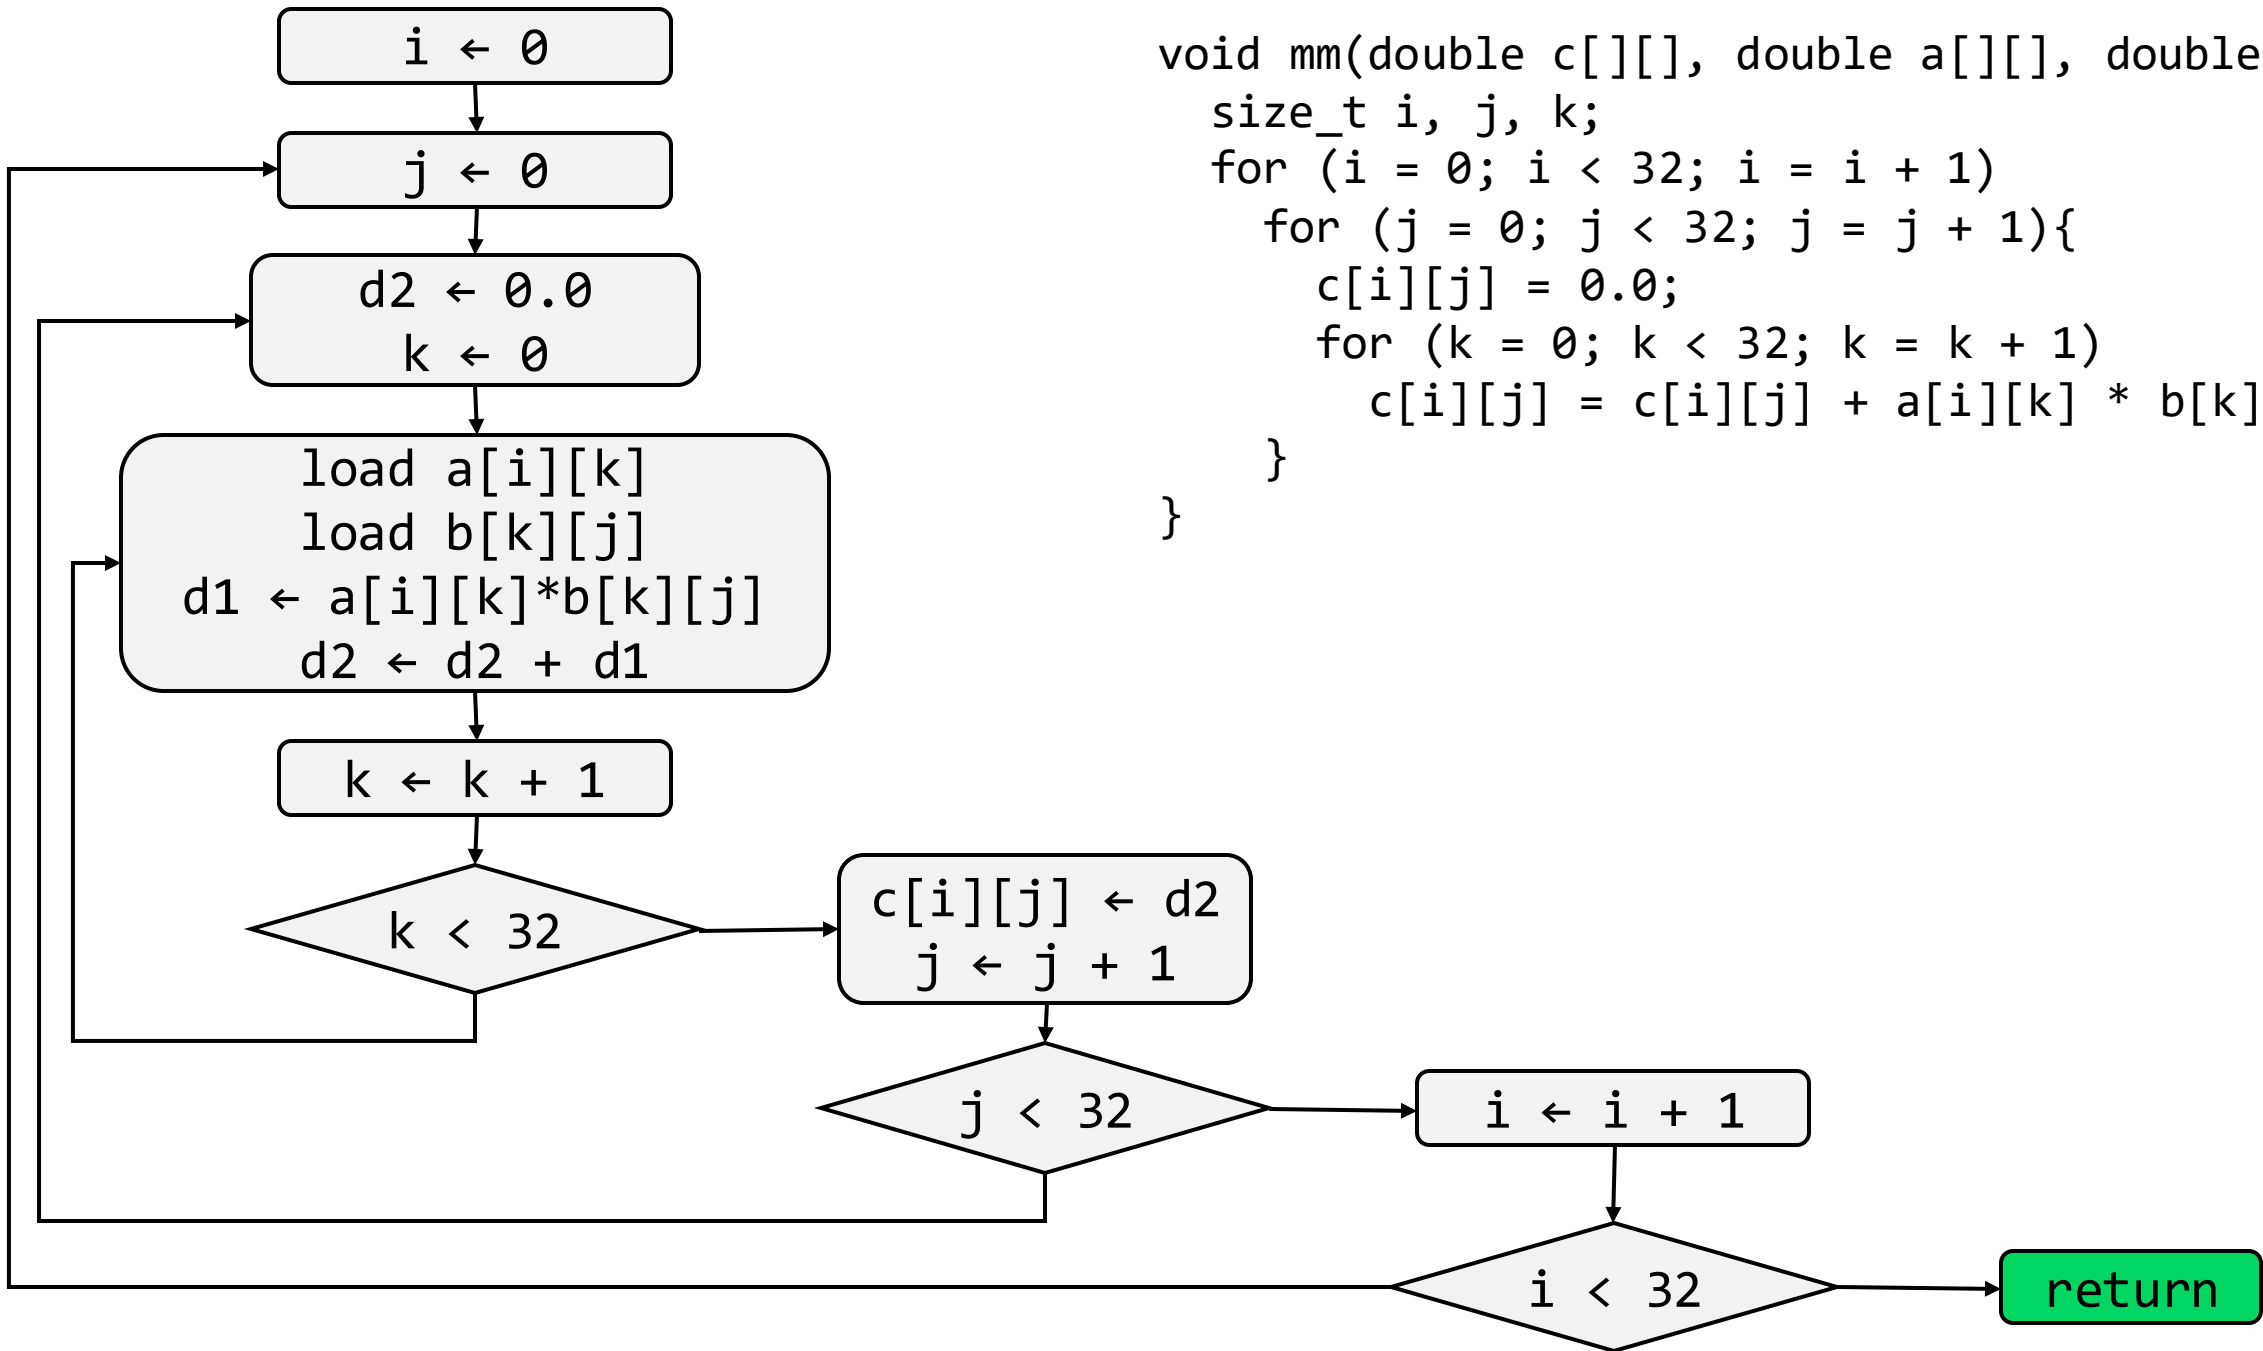 i ← 0
j ← 0
d2 ← 0.0
k ← 0
load a[i][k]
load b[k][j]
d1 ← a[i][k]*b[k][j]
d2 ← d2 + d1
k ← k + 1
k < 32
c[i][j] ← d2
j ← j + 1
j < 32
i ← i + 1
i < 32
return
void mm(double c[][], double a[][], double
size_t i, j, k;
for (i = 0; i < 32; i = i + 1)
for (j = 0; j < 32; j = j + 1){
c[i][j] = 0.0;
for (k = 0; k < 32; k = k + 1)
c[i][j] = c[i][j] + a[i][k] * b[k]
}
}